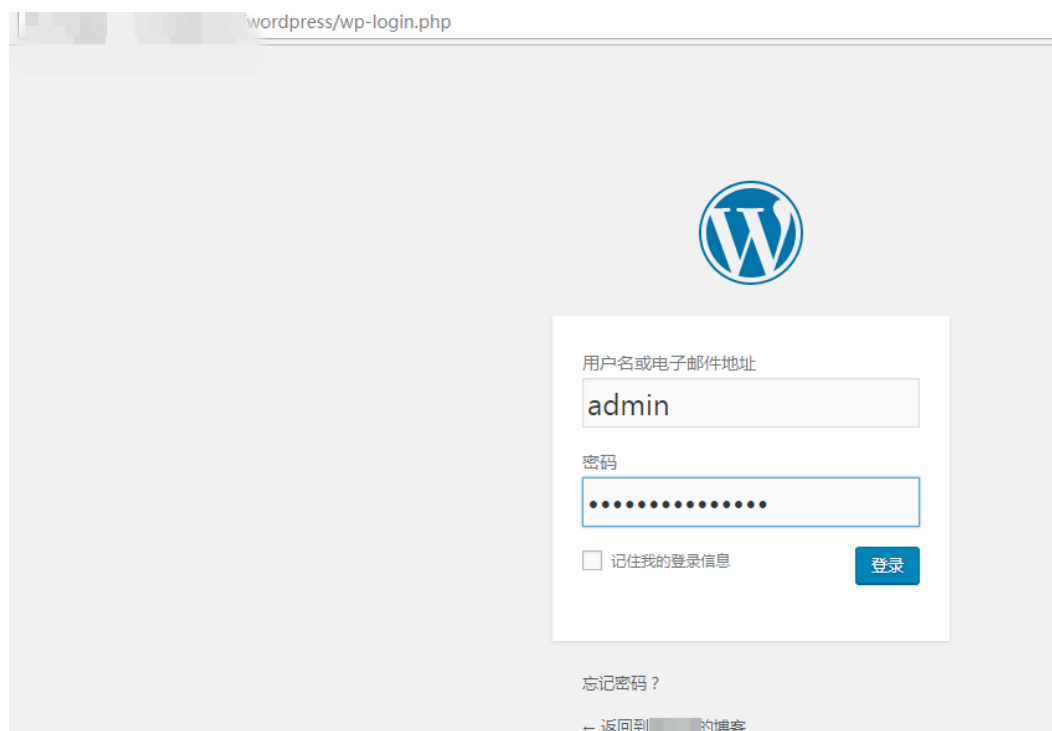 wordpress/wp-login.php
用户名或电子邮件地址
admin
密码
•••••••••••••••
记住我的登录信息
登录
忘记密码？
← 返回到 的博客